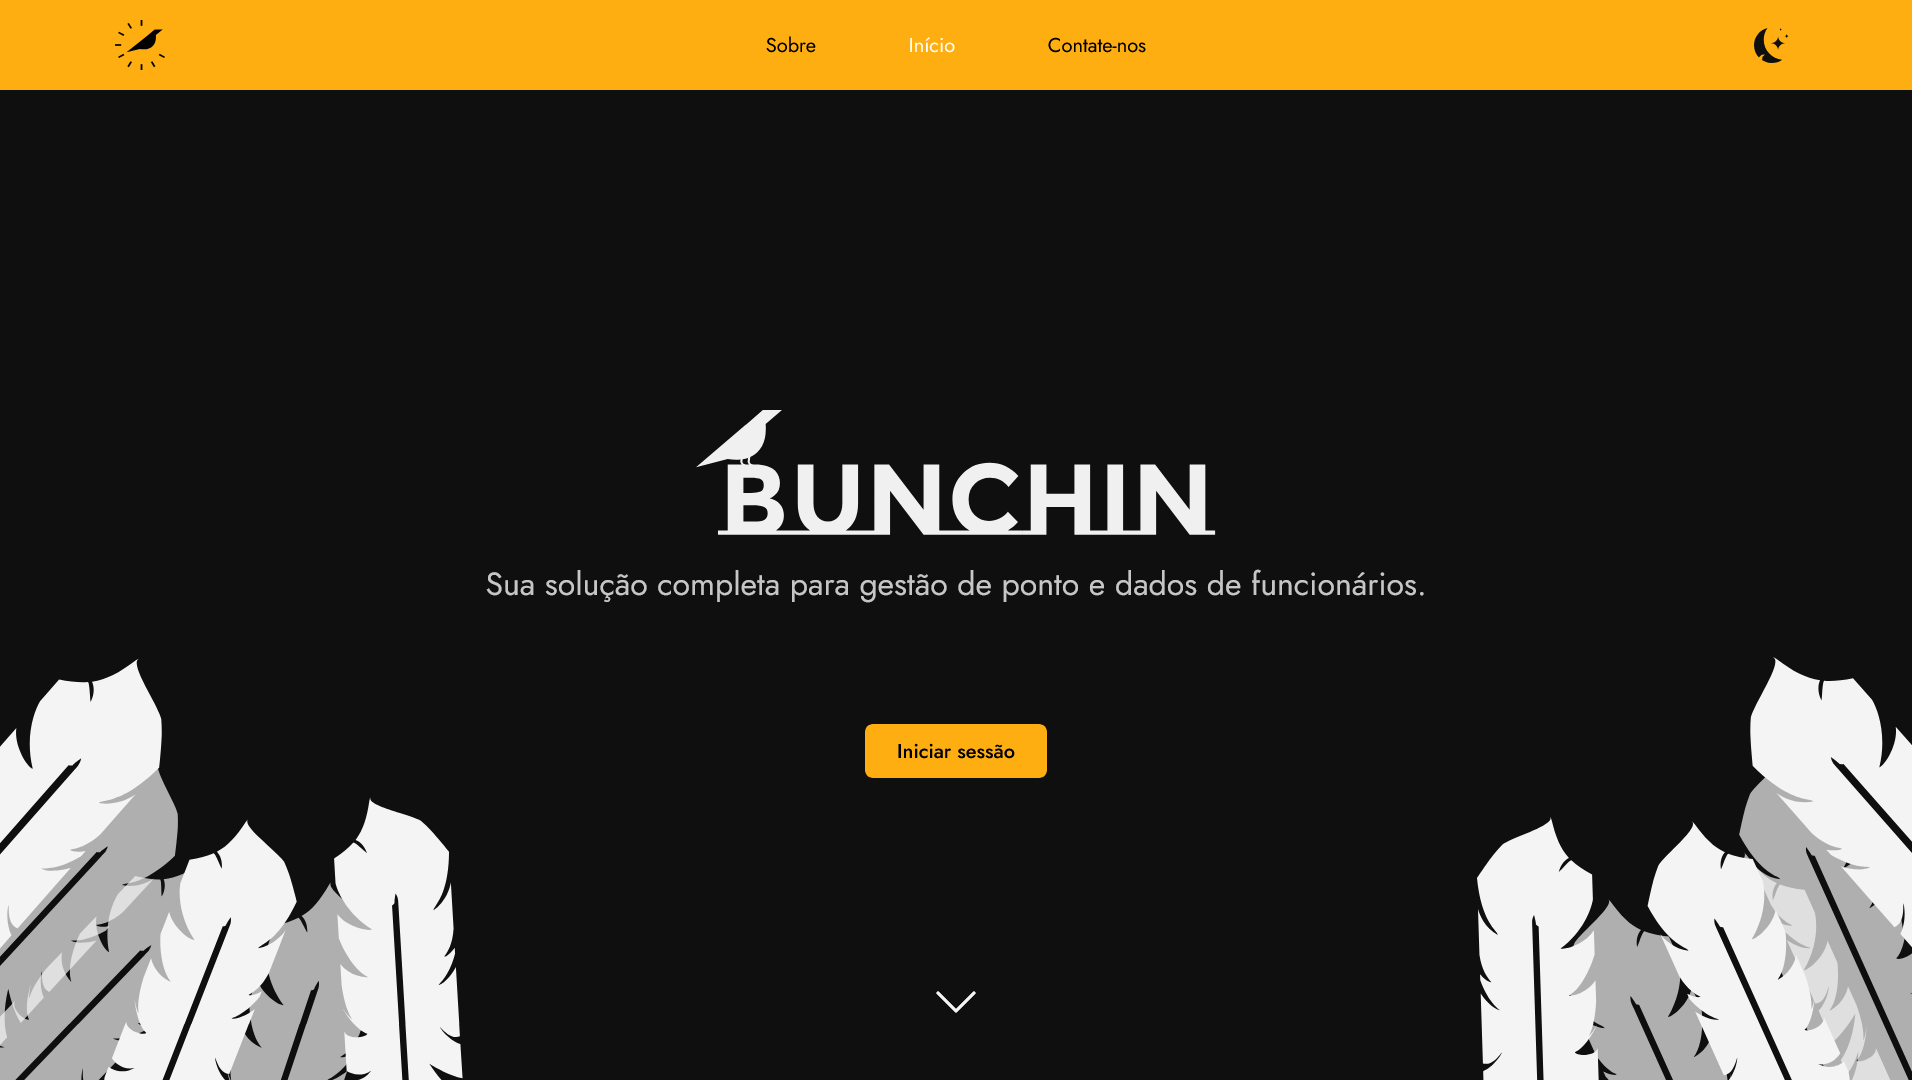 Sobre
Início
Contate-nos
BUNCHIN
Sua solução completa para gestão de ponto e dados de funcionários.
Iniciar sessão